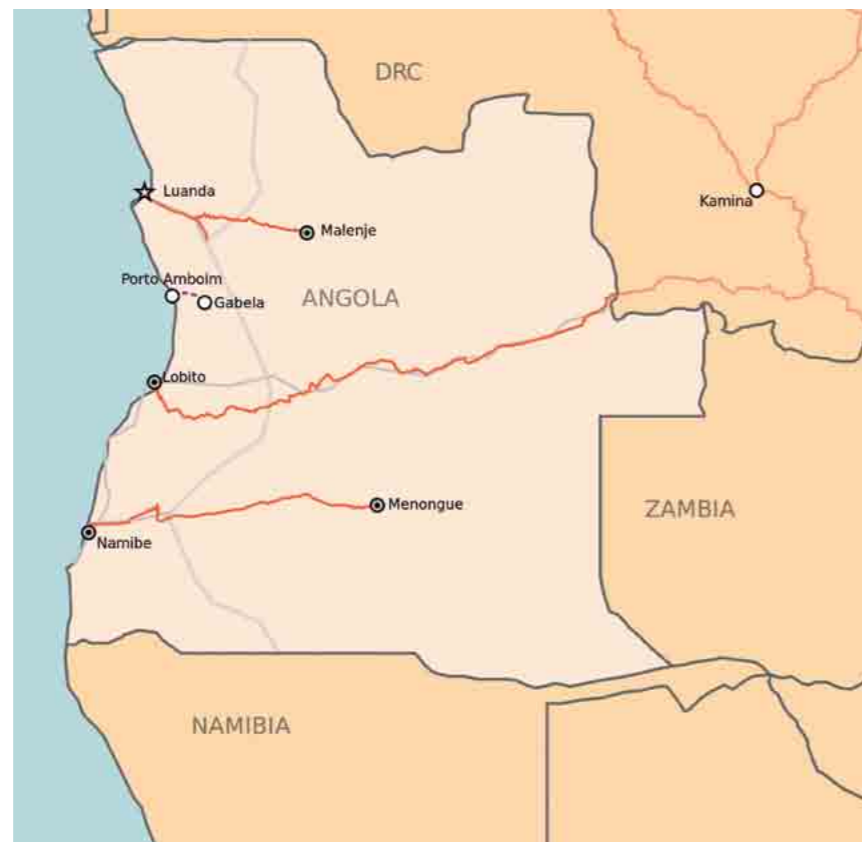 DRC
Luanda
Kamina
Malenje
Porto Amboim
Gabela
ANGOLA
Lobito
Menongue
ZAMBIA
Namibe
NAMIBIA